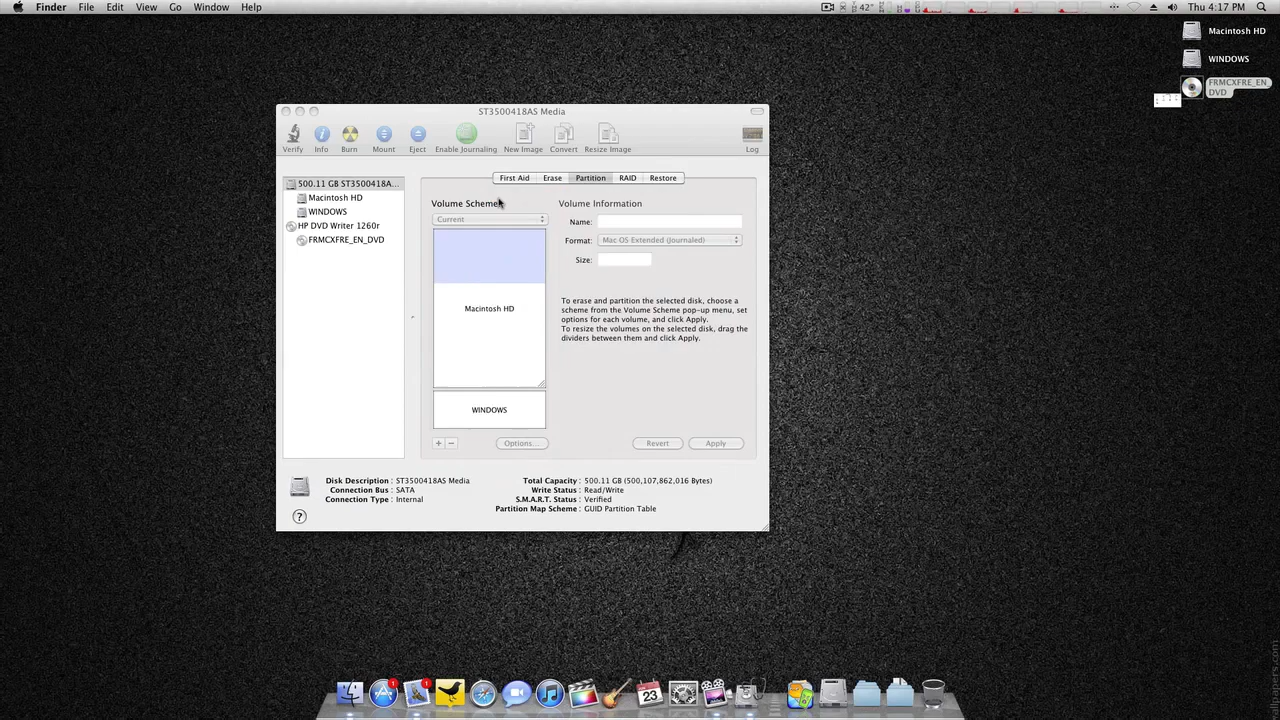 Finder File Edit View Go Window Help
42° Thu 4:17 PM
Macintosh HD
WINDOWS
FRMCXFRE_EN_
DVD
ST3500418AS Media
Verify Info Burn Mount Eject Enable Journaling New Image Convert Resize Image Log
500.11 GB ST3500418A...
Macintosh HD
WINDOWS
HP DVD Writer 1260r
FRMCXFRE_EN_DVD
First Aid Erase Partition RAID Restore
Volume Scheme
Current
Macintosh HD
WINDOWS
+ −
Options...
Volume Information
Name:
Format: Mac OS Extended (Journaled)
Size:
To erase and partition the selected disk, choose a
scheme from the Volume Scheme pop-up menu, set
options for each volume, and click Apply.
To resize the volumes on the selected disk, drag the
dividers between them and click Apply.
Revert Apply
Disk Description : ST3500418AS Media
Connection Bus : SATA
Connection Type : Internal
Total Capacity : 500.11 GB (500,107,862,016 Bytes)
Write Status : Read/Write
S.M.A.R.T. Status : Verified
Partition Map Scheme : GUID Partition Table
?
1
1
23